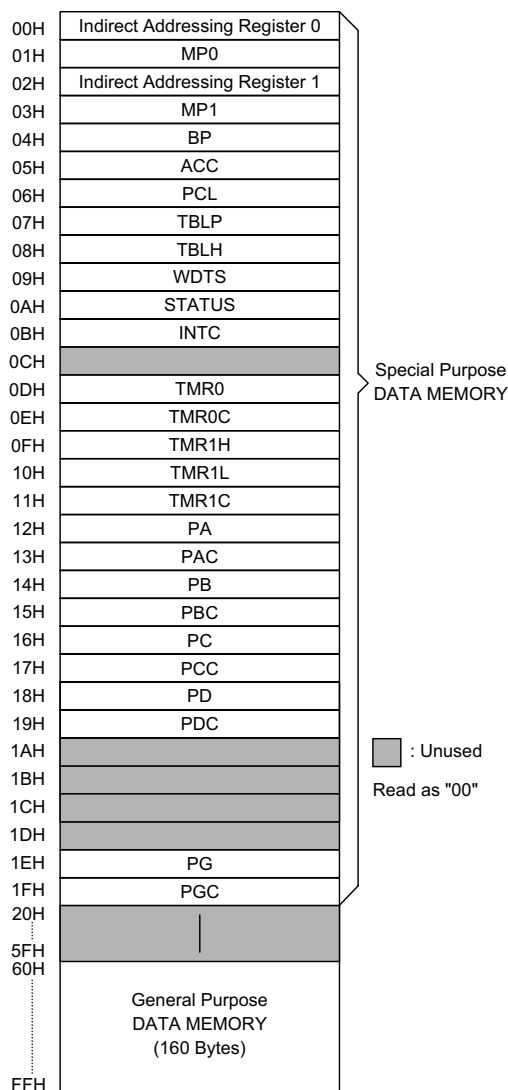 00H Indirect Addressing Register 0
01H MP0
02H Indirect Addressing Register 1
03H MP1
04H BP
05H ACC
06H PCL
07H TBLP
08H TBLH
09H WDTS
0AH STATUS
0BH INTC
0CH
0DH TMR0
0EH TMR0C
0FH TMR1H
10H TMR1L
11H TMR1C
12H PA
13H PAC
14H PB
15H PBC
16H PC
17H PCC
18H PD
19H PDC
1AH
1BH
1CH
1DH
1EH PG
1FH PGC
20H
5FH
60H
General Purpose
DATA MEMORY
(160 Bytes)
FFH
Special Purpose
DATA MEMORY
: Unused
Read as "00"